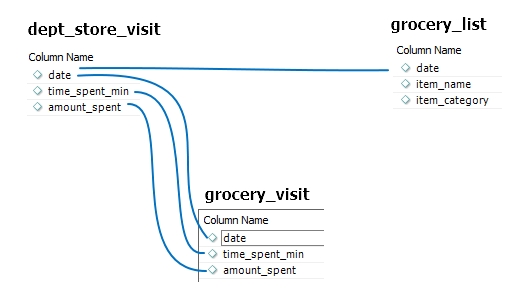 dept_store_visit
Column Name
date
time_spent_min
amount_spent
grocery_list
Column Name
date
item_name
item_category
grocery_visit
Column Name
date
time_spent_min
amount_spent